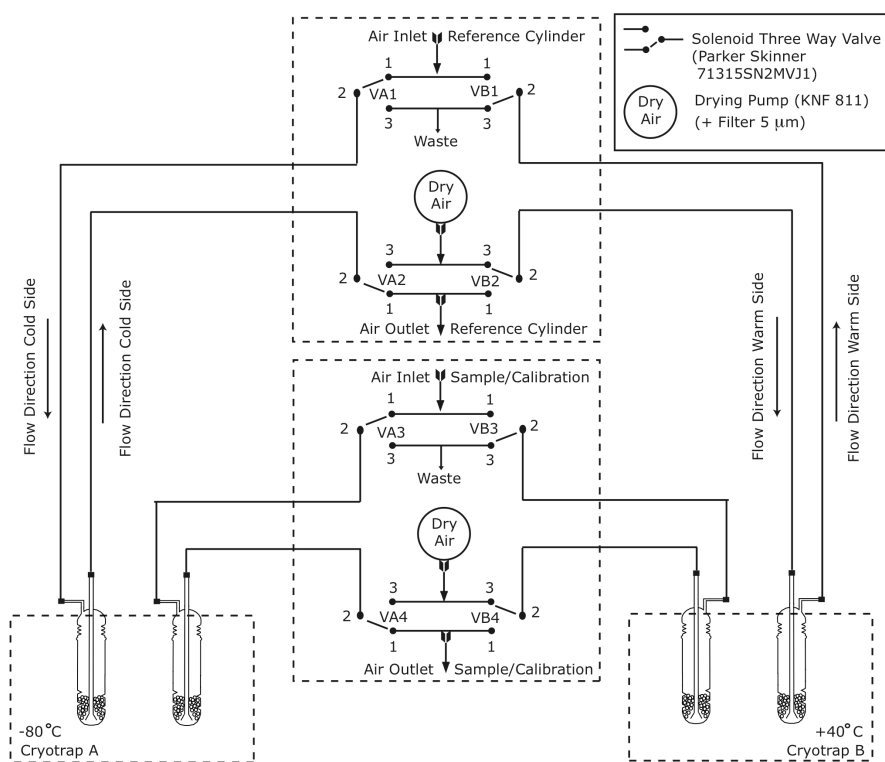 Air Inlet Reference Cylinder
1 1
2 VA1 VB1 2
3 3
Waste
Dry
Air
3 3
2 VA2 VB2 2
1 1
Air Outlet Reference Cylinder
Solenoid Three Way Valve
(Parker Skinner
71315SN2MVJ1)
Dry
Air
Drying Pump (KNF 811)
(+ Filter 5 μm)
Flow Direction Cold Side
Flow Direction Cold Side
Flow Direction Warm Side
Flow Direction Warm Side
Air Inlet Sample/Calibration
1 1
2 VA3 VB3 2
3 3
Waste
Dry
Air
3 3
2 VA4 VB4 2
1 1
Air Outlet Sample/Calibration
-80°C
Cryotrap A
+40°C
Cryotrap B